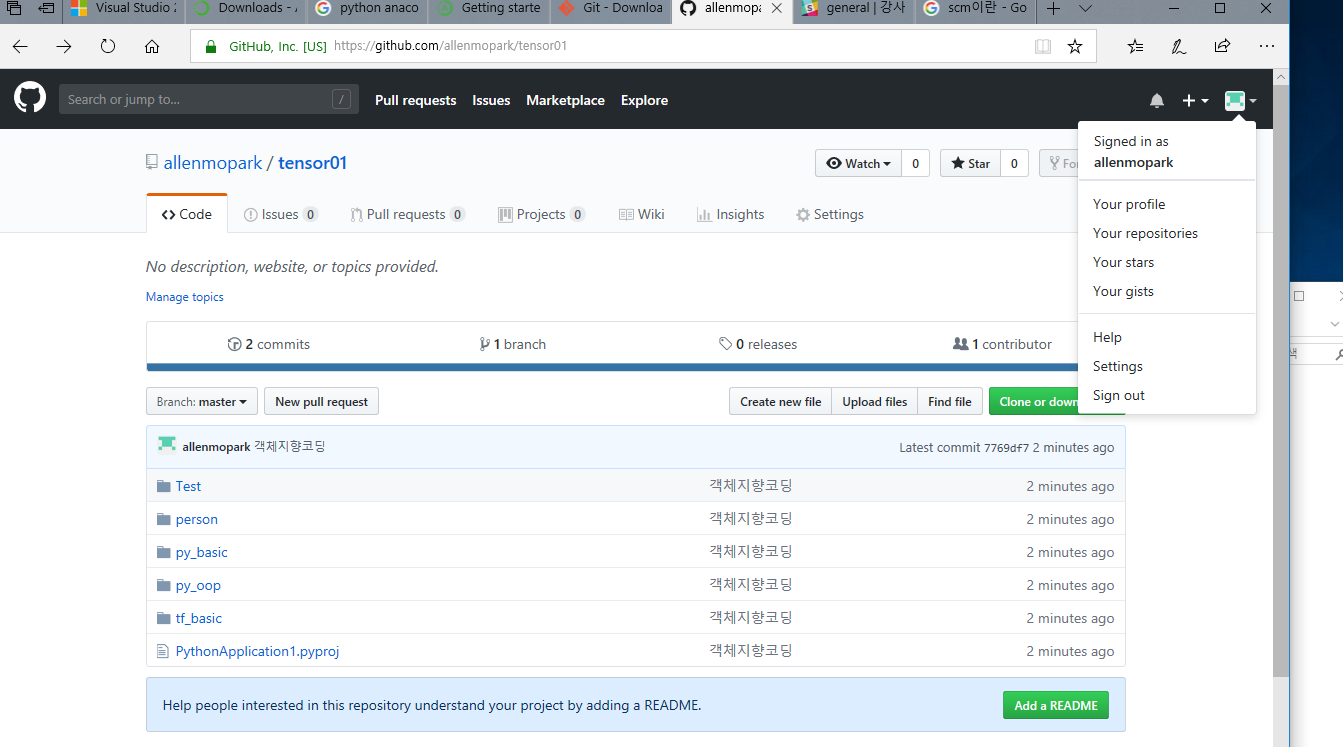 Visual Studio 2
Downloads - A
python anaco
Getting starte
Git - Downloa
allenmopa
general | 강사
scm이란 - Go
GitHub, Inc. [US] https://github.com/allenmopark/tensor01
Search or jump to... /
Pull requests
Issues
Marketplace
Explore
Signed in as
allenmopark
Your profile
Your repositories
Your stars
Your gists
Help
Settings
Sign out
allenmopark / tensor01
Watch 0
Star 0
For
Code
Issues 0
Pull requests 0
Projects 0
Wiki
Insights
Settings
No description, website, or topics provided.
Manage topics
2 commits
1 branch
0 releases
1 contributor
Branch: master
New pull request
Create new file
Upload files
Find file
Clone or down
allenmopark 객체지향코딩 Latest commit 7769df7 2 minutes ago
Test 객체지향코딩 2 minutes ago
person 객체지향코딩 2 minutes ago
py_basic 객체지향코딩 2 minutes ago
py_oop 객체지향코딩 2 minutes ago
tf_basic 객체지향코딩 2 minutes ago
PythonApplication1.pyproj 객체지향코딩 2 minutes ago
Help people interested in this repository understand your project by adding a README.
Add a README
색